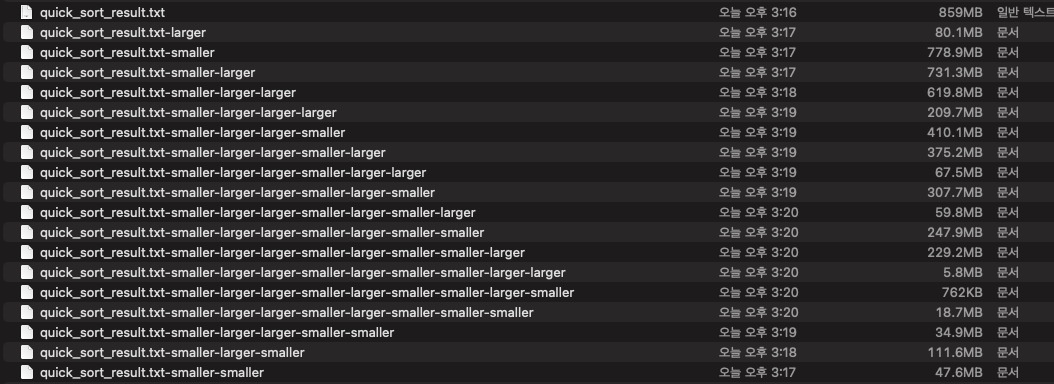 quick_sort_result.txt 오늘 오후 3:16 859MB 일반 텍스트
quick_sort_result.txt-larger 오늘 오후 3:17 80.1MB 문서
quick_sort_result.txt-smaller 오늘 오후 3:17 778.9MB 문서
quick_sort_result.txt-smaller-larger 오늘 오후 3:17 731.3MB 문서
quick_sort_result.txt-smaller-larger-larger 오늘 오후 3:18 619.8MB 문서
quick_sort_result.txt-smaller-larger-larger-larger 오늘 오후 3:19 209.7MB 문서
quick_sort_result.txt-smaller-larger-larger-smaller 오늘 오후 3:19 410.1MB 문서
quick_sort_result.txt-smaller-larger-larger-smaller-larger 오늘 오후 3:19 375.2MB 문서
quick_sort_result.txt-smaller-larger-larger-smaller-larger-larger 오늘 오후 3:19 67.5MB 문서
quick_sort_result.txt-smaller-larger-larger-smaller-larger-smaller 오늘 오후 3:19 307.7MB 문서
quick_sort_result.txt-smaller-larger-larger-smaller-larger-smaller-larger 오늘 오후 3:20 59.8MB 문서
quick_sort_result.txt-smaller-larger-larger-smaller-larger-smaller-smaller 오늘 오후 3:20 247.9MB 문서
quick_sort_result.txt-smaller-larger-larger-smaller-larger-smaller-smaller-larger 오늘 오후 3:20 229.2MB 문서
quick_sort_result.txt-smaller-larger-larger-smaller-larger-smaller-smaller-larger-larger 오늘 오후 3:20 5.8MB 문서
quick_sort_result.txt-smaller-larger-larger-smaller-larger-smaller-smaller-larger-smaller 오늘 오후 3:20 762KB 문서
quick_sort_result.txt-smaller-larger-larger-smaller-larger-smaller-smaller-smaller 오늘 오후 3:20 18.7MB 문서
quick_sort_result.txt-smaller-larger-larger-smaller-smaller 오늘 오후 3:19 34.9MB 문서
quick_sort_result.txt-smaller-larger-smaller 오늘 오후 3:18 111.6MB 문서
quick_sort_result.txt-smaller-smaller 오늘 오후 3:17 47.6MB 문서